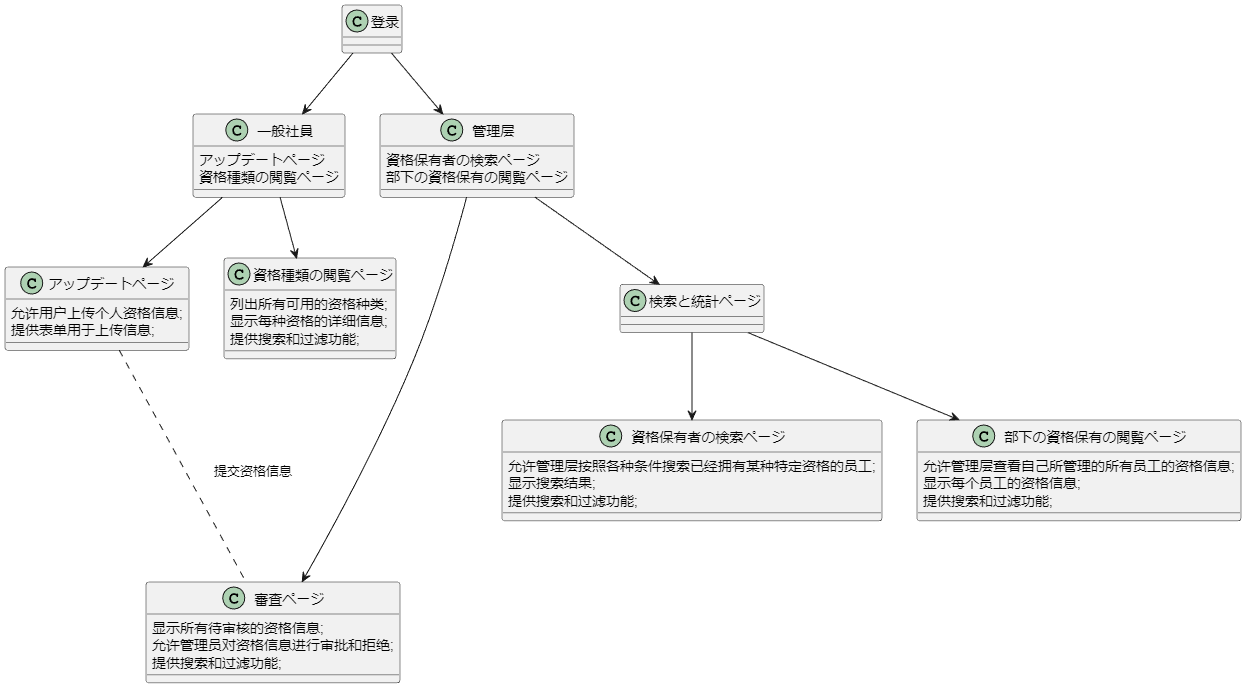 C 登录
C 一般社員
アップデートページ
資格種類の閲覧ページ
C 管理层
資格保有者の検索ページ
部下の資格保有の閲覧ページ
C アップデートページ
允许用户上传个人资格信息;
提供表单用于上传信息;
C 資格種類の閲覧ページ
列出所有可用的资格种类;
显示每种资格的详细信息;
提供搜索和过滤功能;
C 検索と統計ページ
C 資格保有者の検索ページ
允许管理层按照各种条件搜索已经拥有某种特定资格的员工;
显示搜索结果;
提供搜索和过滤功能;
C 部下の資格保有の閲覧ページ
允许管理层查看自己所管理的所有员工的资格信息;
显示每个员工的资格信息;
提供搜索和过滤功能;
提交资格信息
C 審査ページ
显示所有待审核的资格信息;
允许管理员对资格信息进行审批和拒绝;
提供搜索和过滤功能;